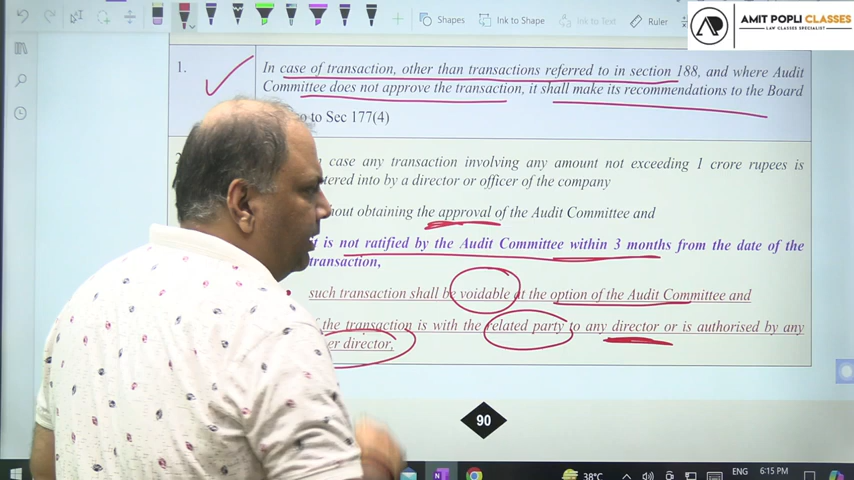 Shapes Ink to Shape Ink to Text Ruler
AMIT POPLI CLASSES
LAW CLASSES SPECIALIST
1.
In case of transaction, other than transactions referred to in section 188, and where Audit
Committee does not approve the transaction, it shall make its recommendations to the Board
to Sec 177(4)
case any transaction involving any amount not exceeding 1 crore rupees is
into by a director or officer of the company
obtaining the approval of the Audit Committee and
it is not ratified by the Audit Committee within 3 months from the date of the
transaction,
such transaction shall be voidable at the option of the Audit Committee and
the transaction is with the related party to any director or is authorised by any
director,
90
38°C
ENG
6:15 PM